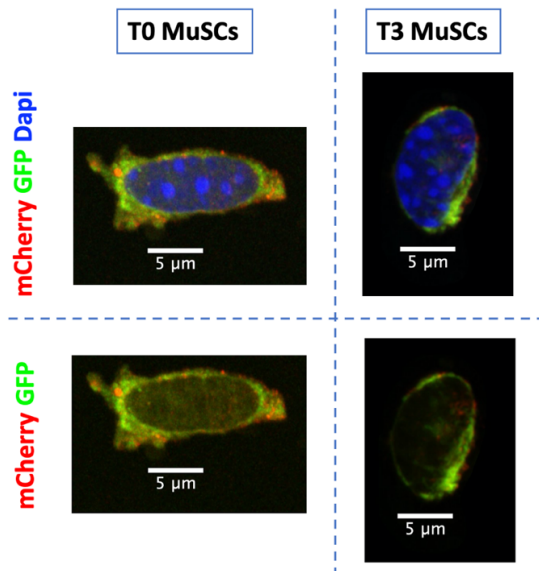 T0 MuSCs
T3 MuSCs
mCherry GFP Dapi
5 μm
5 μm
mCherry GFP
5 μm
5 μm